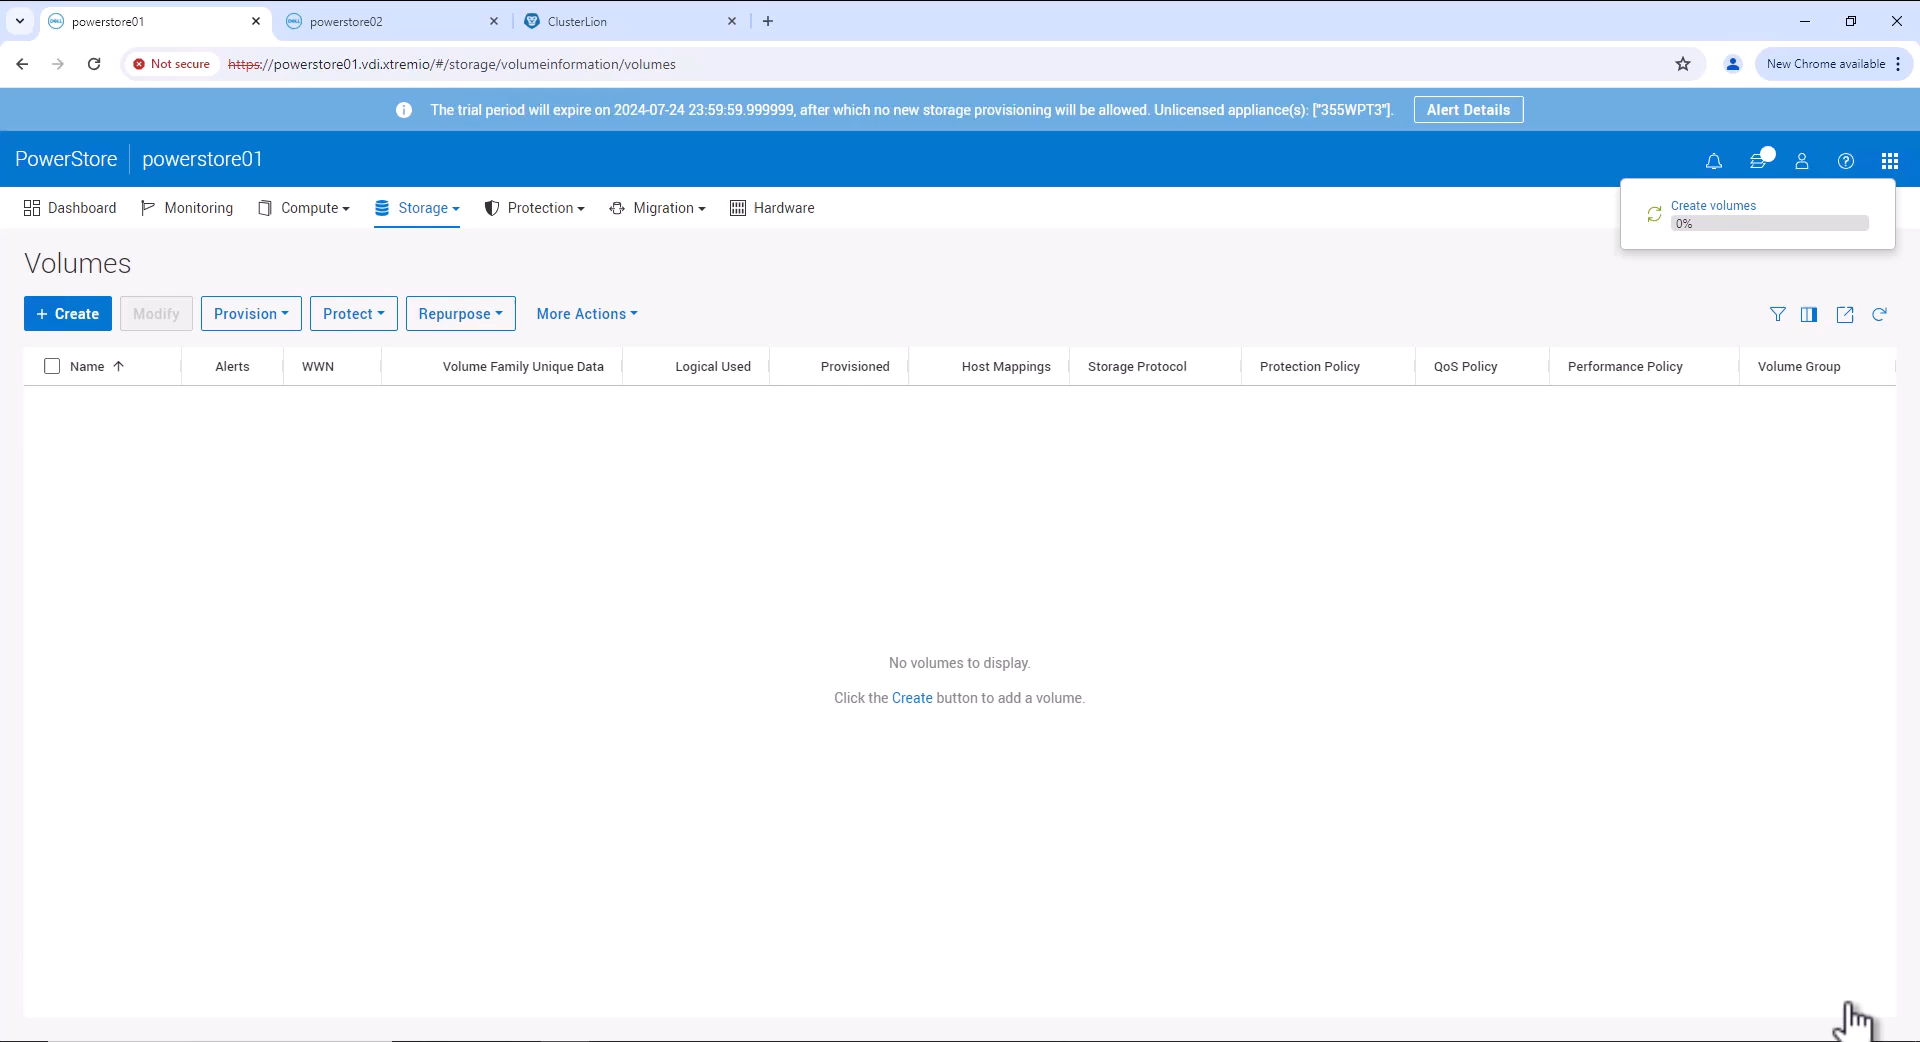 powerstore01
powerstore02
ClusterLion
Not secure
https://powerstore01.vdi.xtremio/#/storage/volumeinformation/volumes
New Chrome available
The trial period will expire on 2024-07-24 23:59:59.999999, after which no new storage provisioning will be allowed. Unlicensed appliance(s): ["355WPT3"].
Alert Details
PowerStore
powerstore01
Dashboard
Monitoring
Compute
Storage
Protection
Migration
Hardware
Create volumes
0%
Volumes
+ Create
Modify
Provision
Protect
Repurpose
More Actions
Name
Alerts
WWN
Volume Family Unique Data
Logical Used
Provisioned
Host Mappings
Storage Protocol
Protection Policy
QoS Policy
Performance Policy
Volume Group
No volumes to display.
Click the Create button to add a volume.